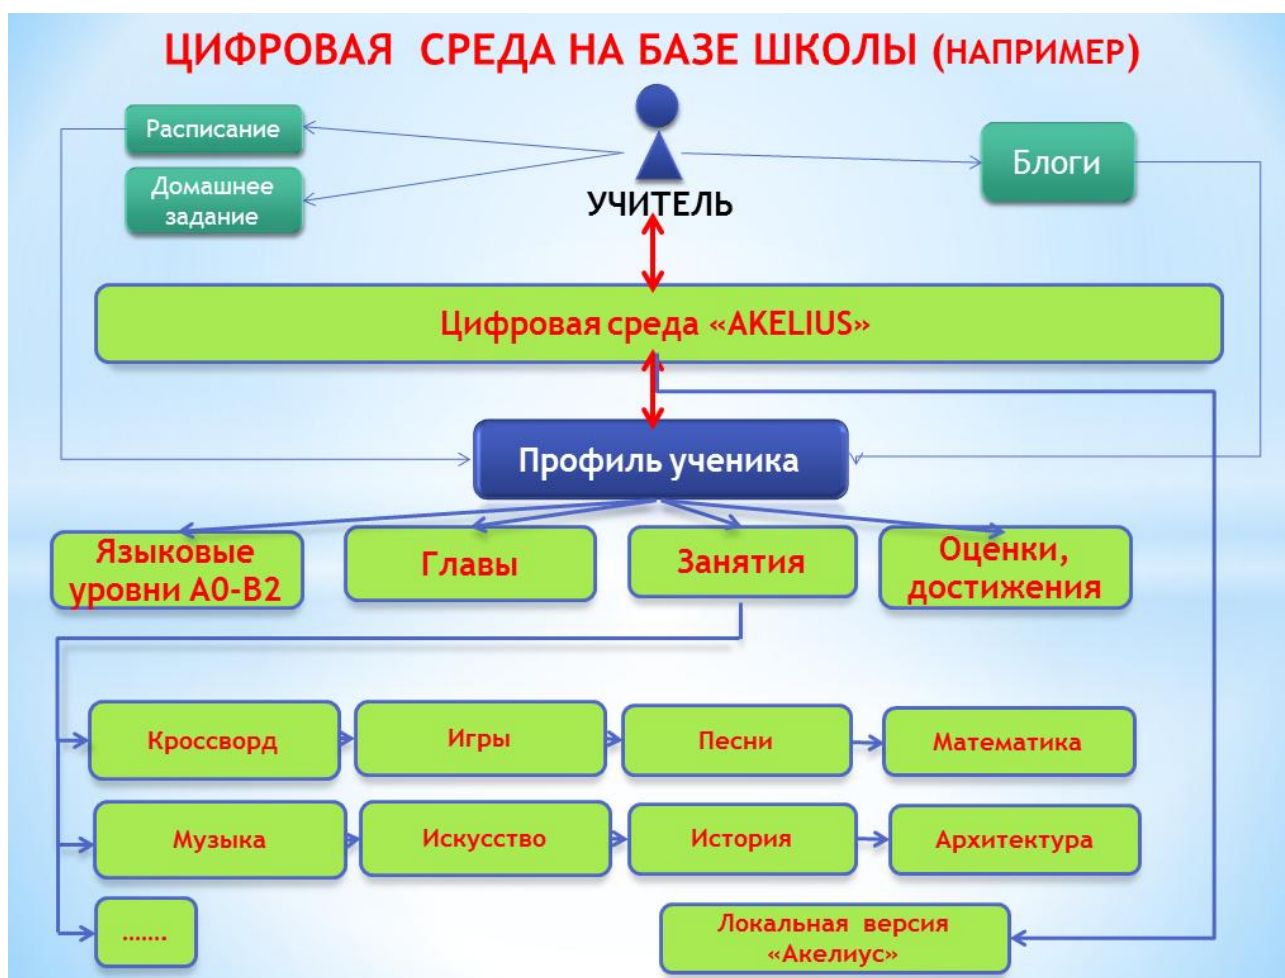 ЦИФРОВАЯ СРЕДА НА БАЗЕ ШКОЛЫ (НАПРИМЕР)
Расписание
Домашнее
задание
УЧИТЕЛЬ
Блоги
Цифровая среда «AKELIUS»
Профиль ученика
Языковые
уровни А0-В2
Главы
Занятия
Оценки,
достижения
Кроссворд
Игры
Песни
Математика
Музыка
Искусство
История
Архитектура
.......
Локальная версия
«Акелиус»